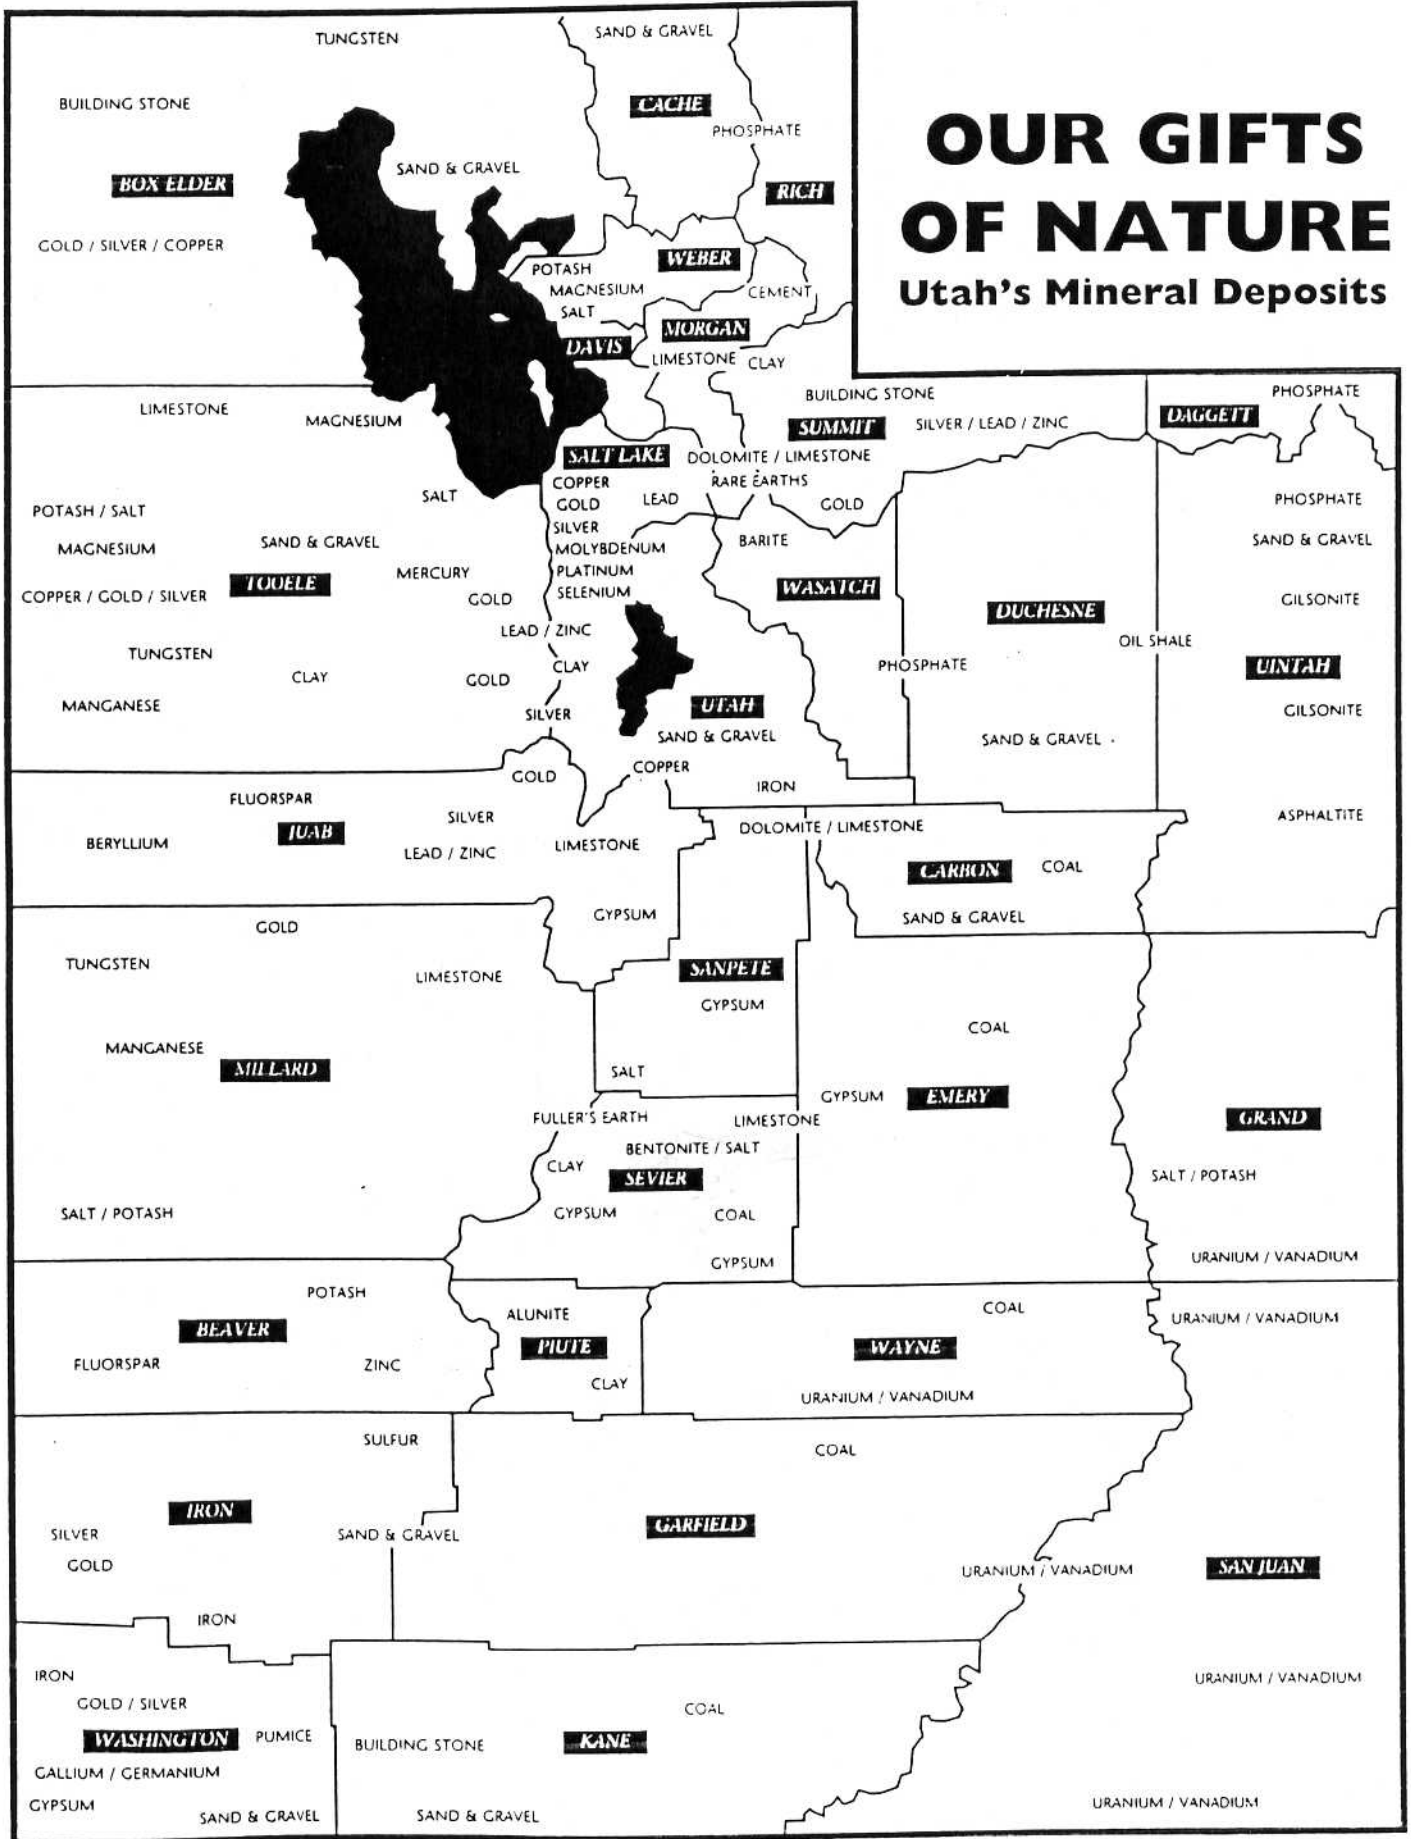 OUR GIFTS
OF NATURE
Utah's Mineral Deposits
TUNGSTEN
SAND & GRAVEL
BUILDING STONE
CACHE
PHOSPHATE
SAND & GRAVEL
BOX ELDER
RICH
GOLD / SILVER / COPPER
WEBER
POTASH
MAGNESIUM
CEMENT
SALT
MORGAN
DAVIS
LIMESTONE
CLAY
PHOSPHATE
BUILDING STONE
LIMESTONE
DAGGETT
MAGNESIUM
SUMMIT
SILVER / LEAD / ZINC
SALT LAKE
DOLOMITE / LIMESTONE
COPPER
RARE EARTHS
SALT
GOLD
LEAD
GOLD
PHOSPHATE
POTASH / SALT
SILVER
SAND & GRAVEL
BARITE
SAND & GRAVEL
MAGNESIUM
MOLYBDENUM
MERCURY
PLATINUM
TOOELE
WASATCH
SELENIUM
COPPER / GOLD / SILVER
GOLD
GILSONITE
DUCHESNE
LEAD / ZINC
OIL SHALE
TUNGSTEN
CLAY
PHOSPHATE
UINTAH
CLAY
GOLD
MANGANESE
UTAH
GILSONITE
SILVER
SAND & GRAVEL
SAND & GRAVEL
GOLD
COPPER
IRON
FLUORSPAR
SILVER
ASPHALTITE
JUAB
DOLOMITE / LIMESTONE
BERYLLIUM
LEAD / ZINC
LIMESTONE
CARBON
COAL
GYPSUM
SAND & GRAVEL
GOLD
TUNGSTEN
SANPETE
LIMESTONE
GYPSUM
COAL
MANGANESE
MILLARD
SALT
GYPSUM
EMERY
FULLER'S EARTH
LIMESTONE
GRAND
BENTONITE / SALT
CLAY
SEVIER
SALT / POTASH
SALT / POTASH
GYPSUM
COAL
GYPSUM
URANIUM / VANADIUM
POTASH
ALUNITE
COAL
URANIUM / VANADIUM
BEAVER
PIUTE
WAYNE
FLUORSPAR
ZINC
CLAY
URANIUM / VANADIUM
SULFUR
COAL
IRON
GARFIELD
SILVER
SAND & GRAVEL
GOLD
URANIUM / VANADIUM
SAN JUAN
IRON
IRON
URANIUM / VANADIUM
GOLD / SILVER
COAL
WASHINGTON
PUMICE
BUILDING STONE
KANE
GALLIUM / GERMANIUM
GYPSUM
SAND & GRAVEL
SAND & GRAVEL
URANIUM / VANADIUM